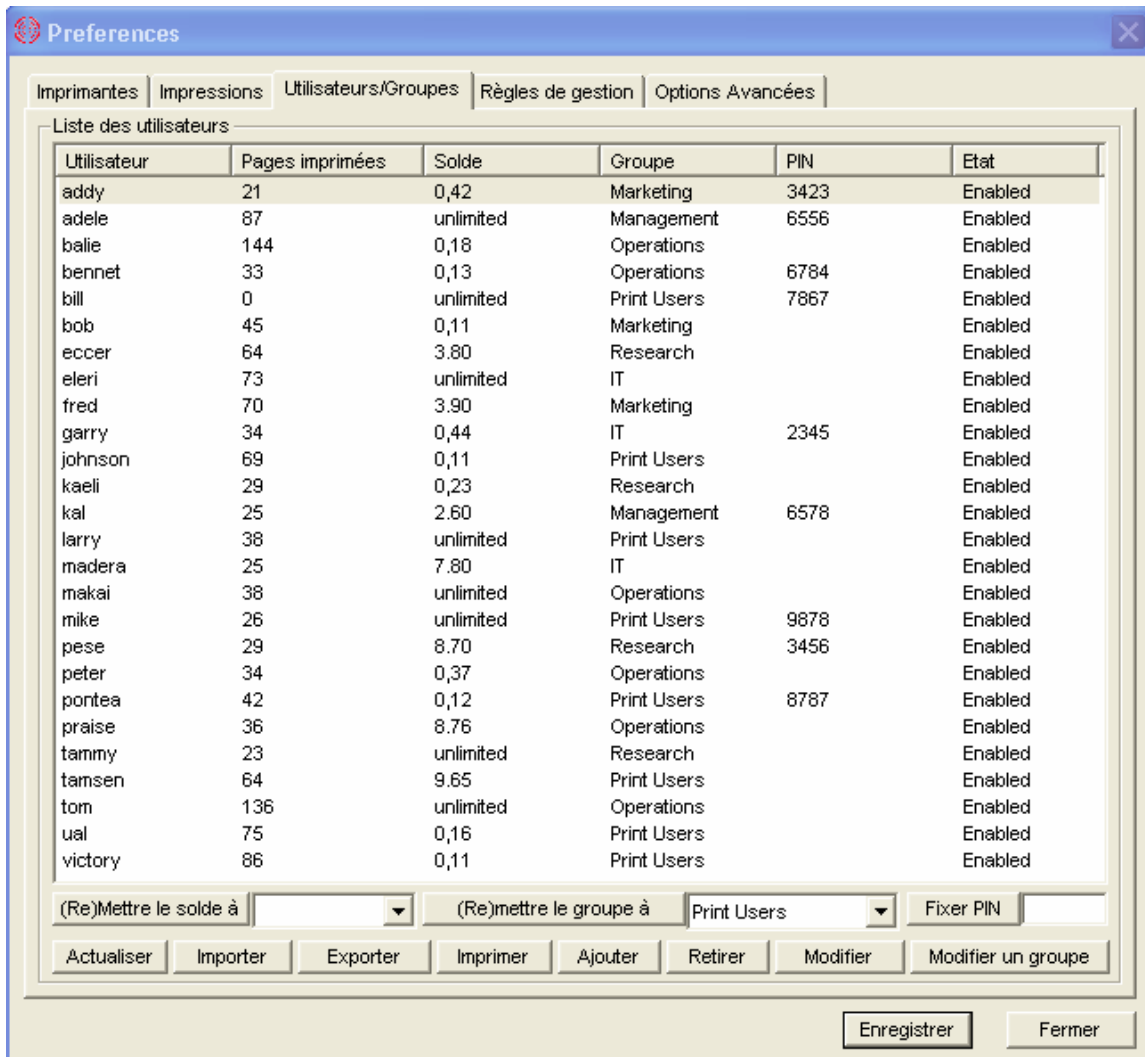 Preferences
Imprimantes Impressions Utilisateurs/Groupes Règles de gestion Options Avancées
Liste des utilisateurs
Utilisateur Pages imprimées Solde Groupe PIN Etat
addy 21 0,42 Marketing 3423 Enabled
adele 87 unlimited Management 6556 Enabled
balie 144 0,18 Operations Enabled
bennet 33 0,13 Operations 6784 Enabled
bill 0 unlimited Print Users 7867 Enabled
bob 45 0,11 Marketing Enabled
eccer 64 3.80 Research Enabled
eleri 73 unlimited IT Enabled
fred 70 3.90 Marketing Enabled
garry 34 0,44 IT 2345 Enabled
johnson 69 0,11 Print Users Enabled
kaeli 29 0,23 Research Enabled
kal 25 2.60 Management 6578 Enabled
larry 38 unlimited Print Users Enabled
madera 25 7.80 IT Enabled
makai 38 unlimited Operations Enabled
mike 26 unlimited Print Users 9878 Enabled
pese 29 8.70 Research 3456 Enabled
peter 34 0,37 Operations Enabled
pontea 42 0,12 Print Users 8787 Enabled
praise 36 8.76 Operations Enabled
tammy 23 unlimited Research Enabled
tamsen 64 9.65 Print Users Enabled
tom 136 unlimited Operations Enabled
ual 75 0,16 Print Users Enabled
victory 86 0,11 Print Users Enabled
(Re)Mettre le solde à (Re)mettre le groupe à Print Users Fixer PIN
Actualiser Importer Exporter Imprimer Ajouter Retirer Modifier Modifier un groupe
Enregistrer Fermer